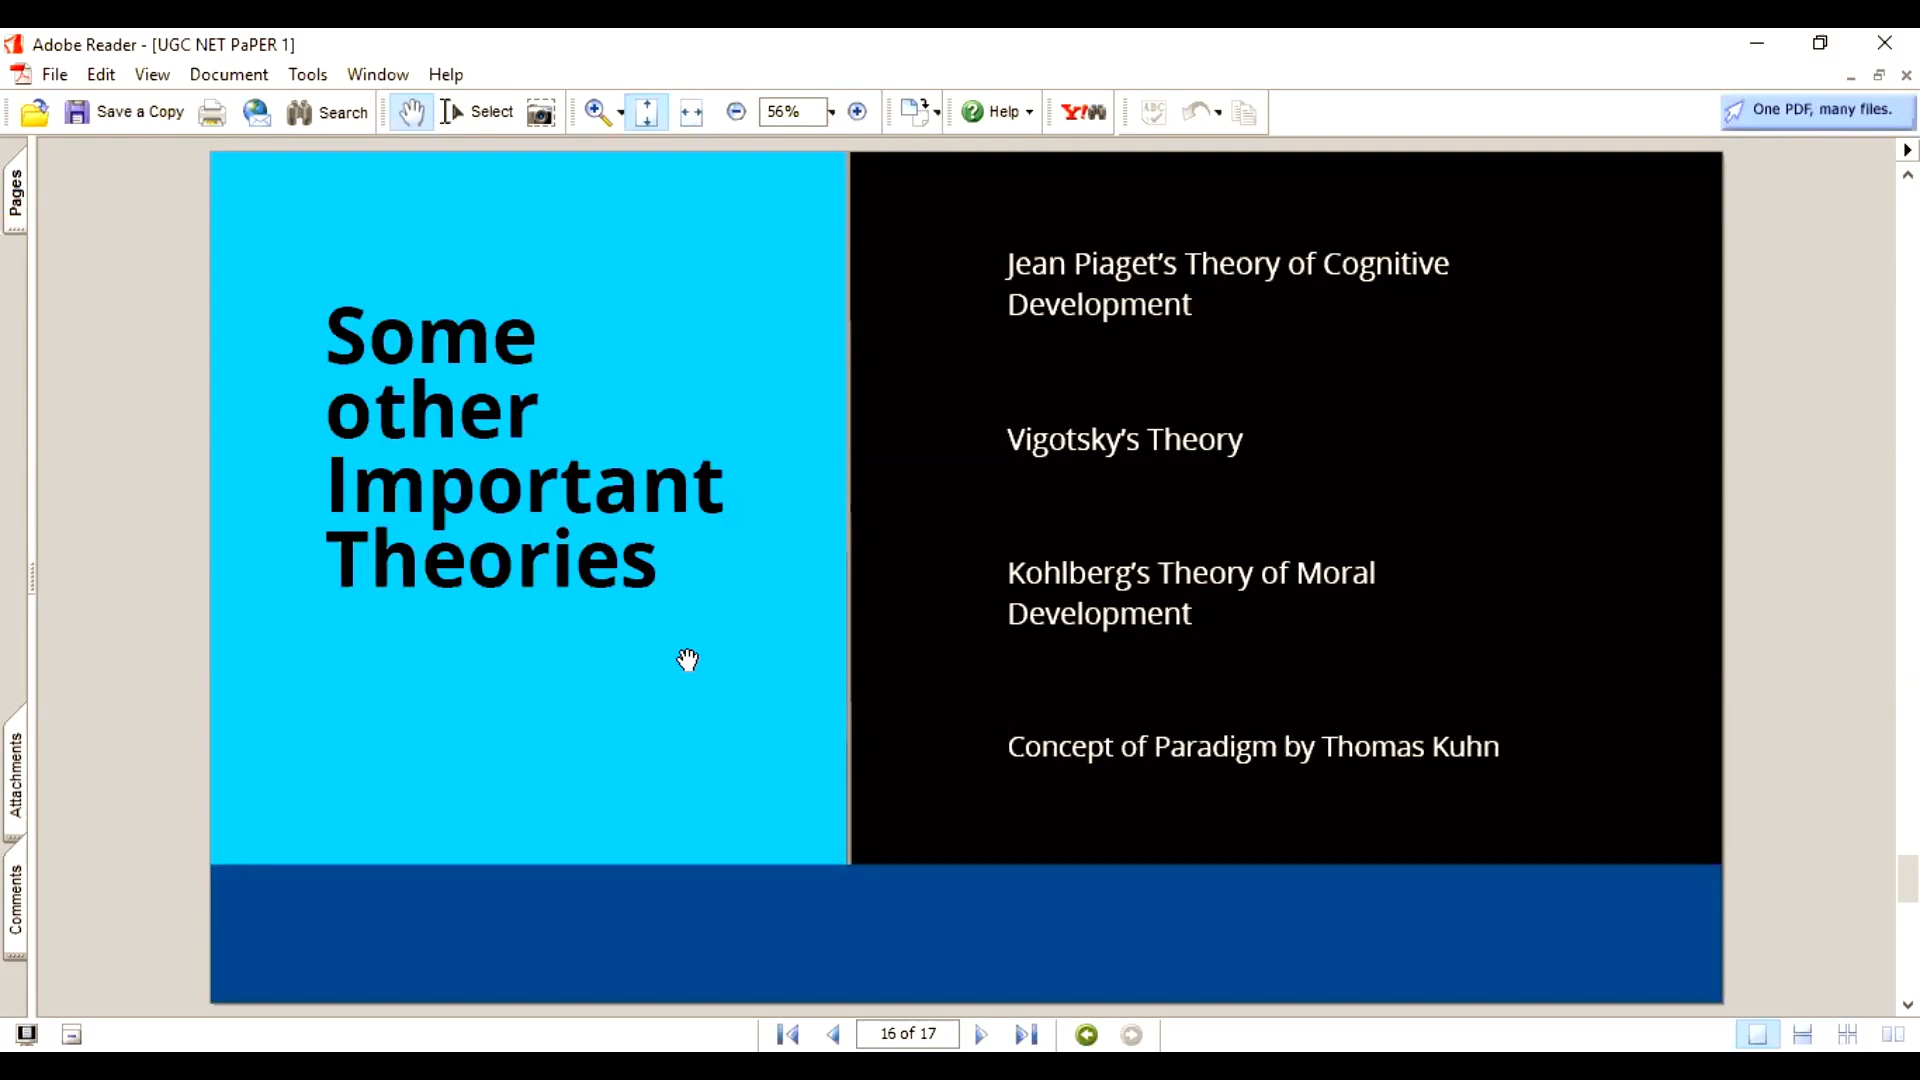 Adobe Reader - [UGC NET PaPER 1]
File Edit View Document Tools Window Help
Save a Copy Search Select 56% Help Y! ABC One PDF, many files.
Pages
Attachments
Comments
Some
other
Important
Theories
Jean Piaget's Theory of Cognitive
Development
Vigotsky's Theory
Kohlberg's Theory of Moral
Development
Concept of Paradigm by Thomas Kuhn
16 of 17